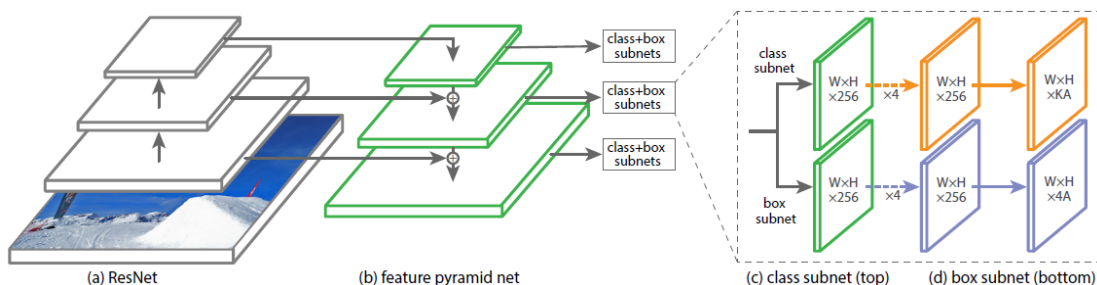 class+box
subnets
class+box
subnets
class+box
subnets
class
subnet
W×H
×256
×4
W×H
×256
W×H
×KA
box
subnet
W×H
×256
×4
W×H
×256
W×H
×4A
(a) ResNet
(b) feature pyramid net
(c) class subnet (top)
(d) box subnet (bottom)